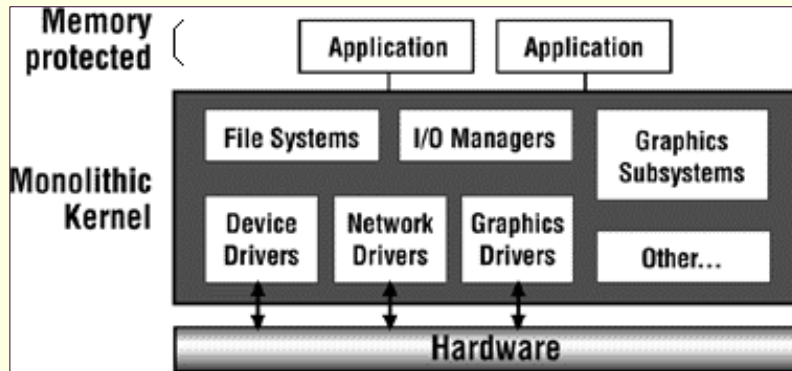 Memory
protected
Application
Application
Monolithic
Kernel
File Systems
I/O Managers
Graphics
Subsystems
Device
Drivers
Network
Drivers
Graphics
Drivers
Other...
Hardware